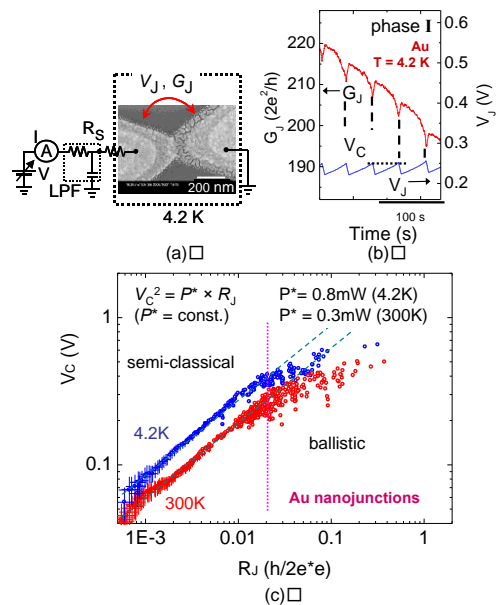 V_J, G_J
R_S
I
A
V
LPF
200 nm
4.2 K
(a)□
phase I
Au
T = 4.2 K
G_J
V_C
V_J
220
210
200
190
G_J (2e²/h)
0.6
0.5
0.4
0.3
0.2
V_J (V)
100 s
Time (s)
(b)□
V_C² = P* × R_J
(P* = const.)
P*= 0.8mW (4.2K)
P*= 0.3mW (300K)
semi-classical
4.2K
300K
ballistic
Au nanojunctions
1
0.1
Vc (V)
1E-3
0.01
0.1
1
RJ (h/2e*e)
(c)□